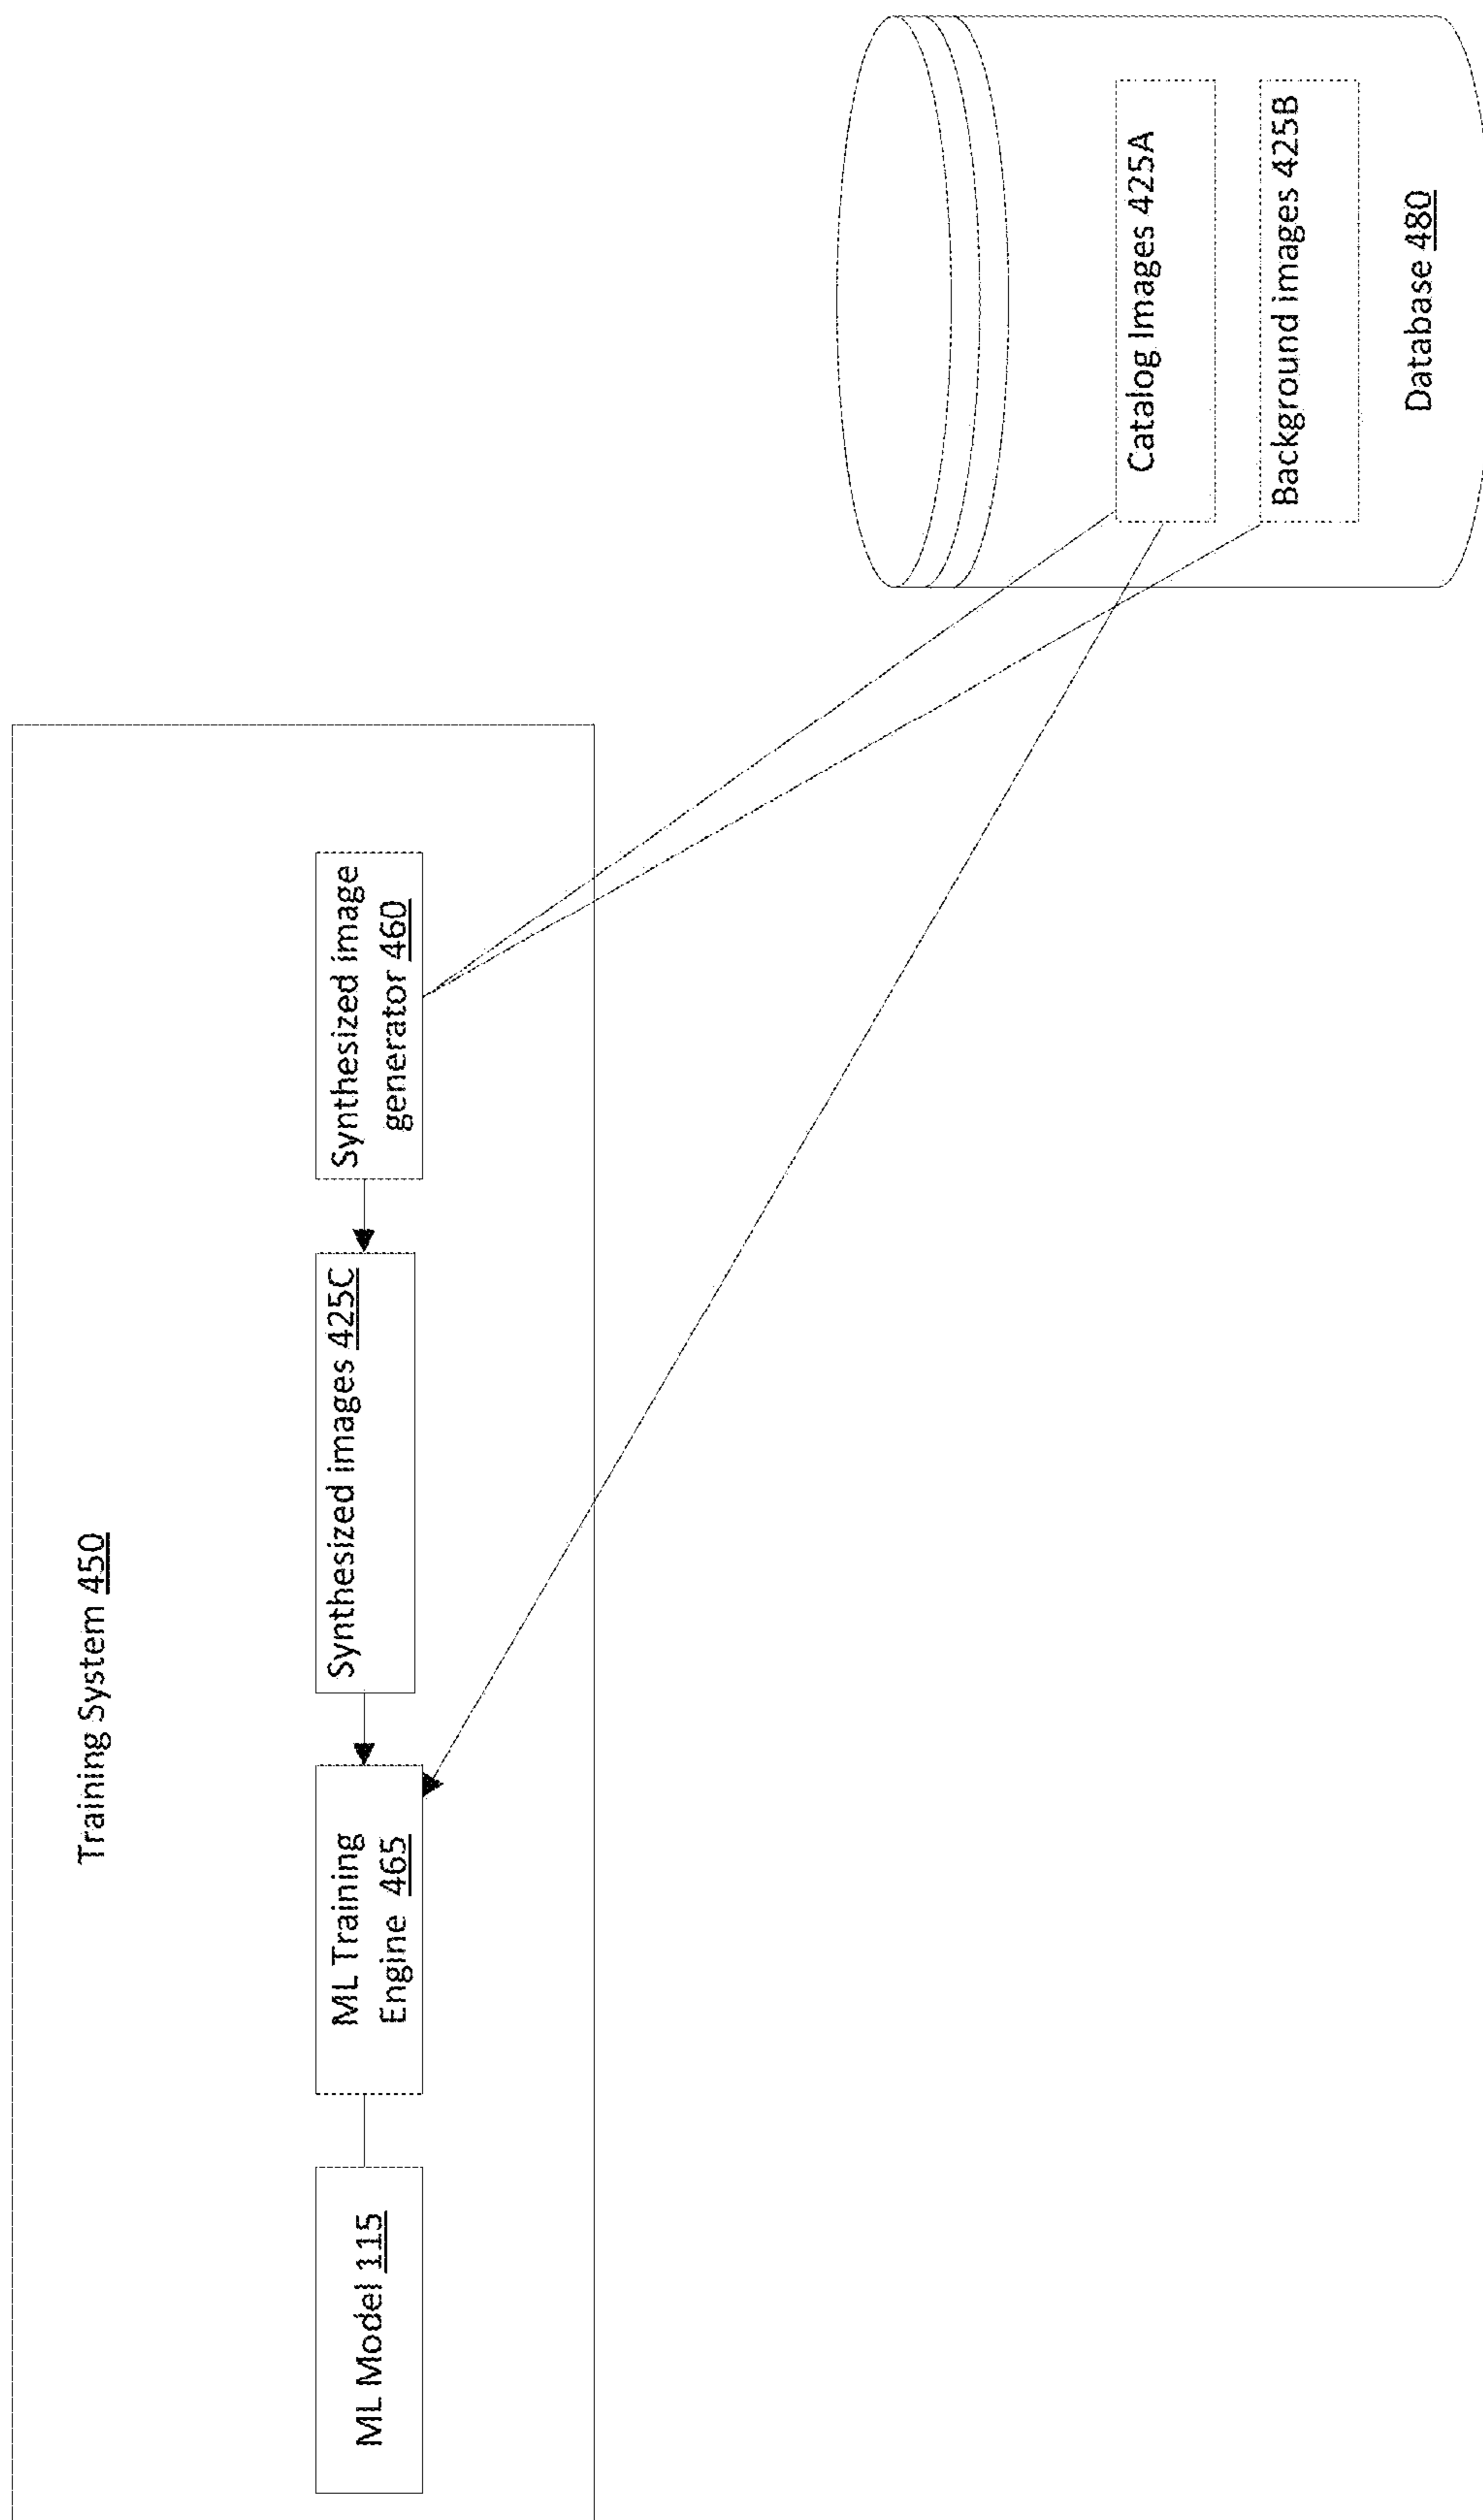 Training System 450
ML Model 115
ML Training
Engine 465
Synthesized images 425C
Synthesized image
generator 460
Catalog Images 425A
Background images 425B
Database 480